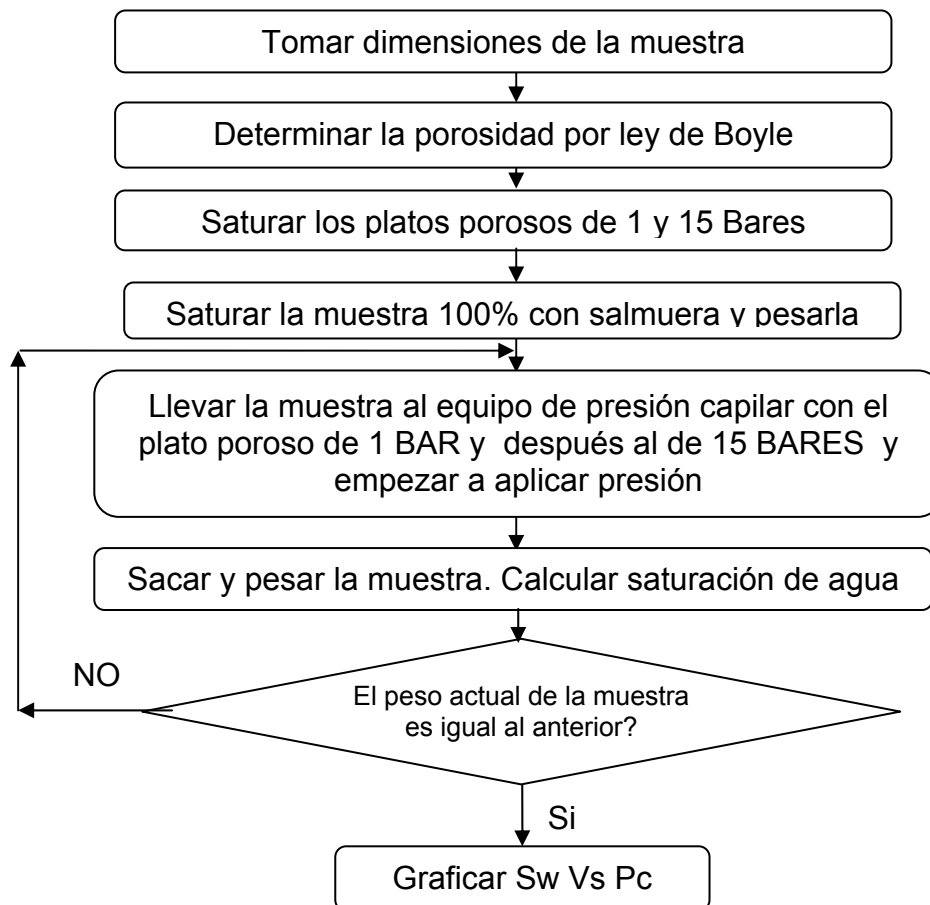 Tomar dimensiones de la muestra
Determinar la porosidad por ley de Boyle
Saturar los platos porosos de 1 y 15 Bares
Saturar la muestra 100% con salmuera y pesarla
Llevar la muestra al equipo de presión capilar con el
plato poroso de 1 BAR y después al de 15 BARES y
empezar a aplicar presión
Sacar y pesar la muestra. Calcular saturación de agua
NO
El peso actual de la muestra
es igual al anterior?
Si
Graficar Sw Vs Pc